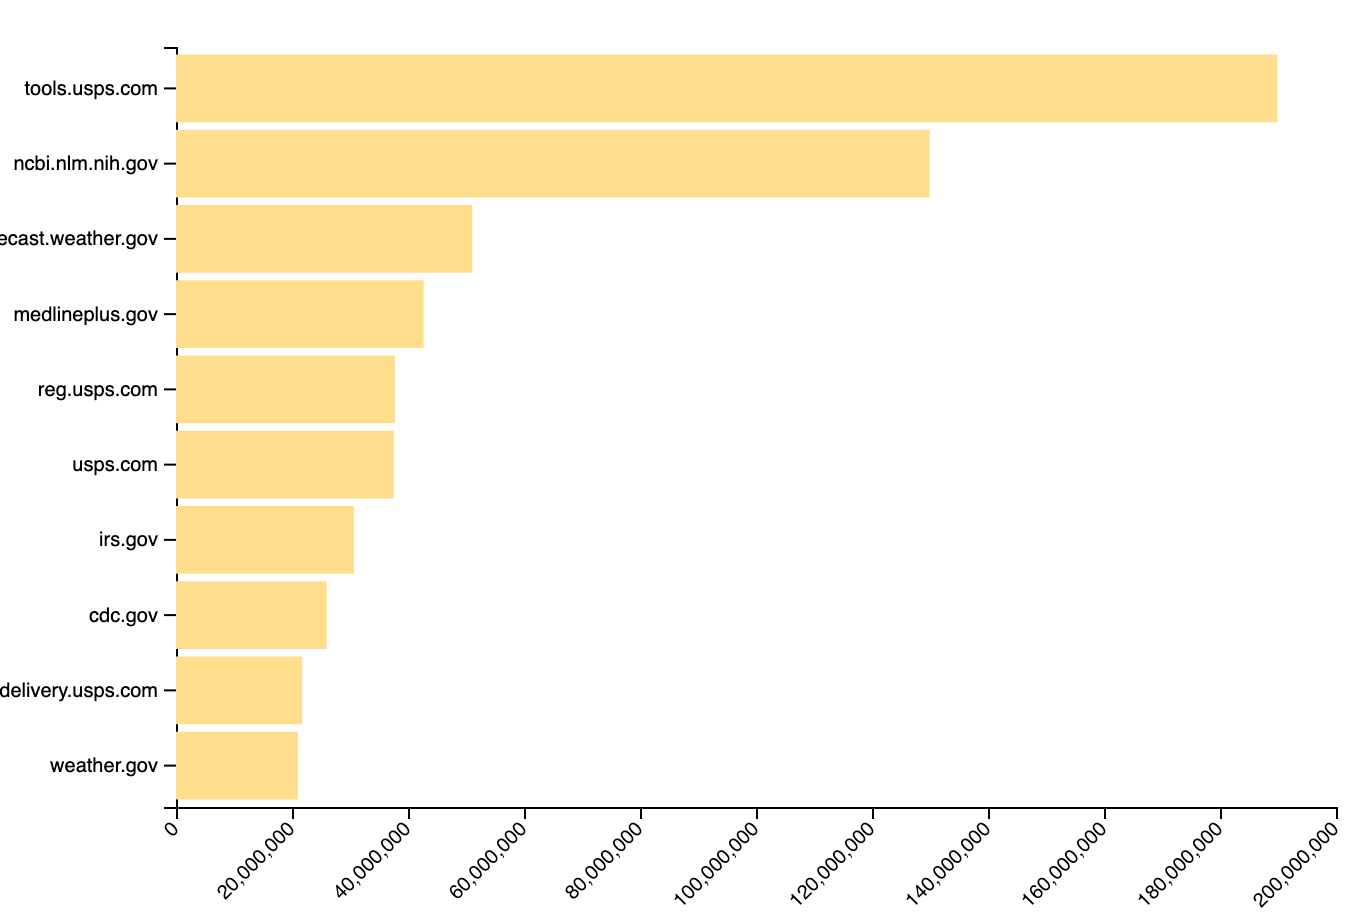 tools.usps.com
ncbi.nlm.nih.gov
ecast.weather.gov
medlineplus.gov
reg.usps.com
usps.com
irs.gov
cdc.gov
delivery.usps.com
weather.gov
0
20,000,000
40,000,000
60,000,000
80,000,000
100,000,000
120,000,000
140,000,000
160,000,000
180,000,000
200,000,000